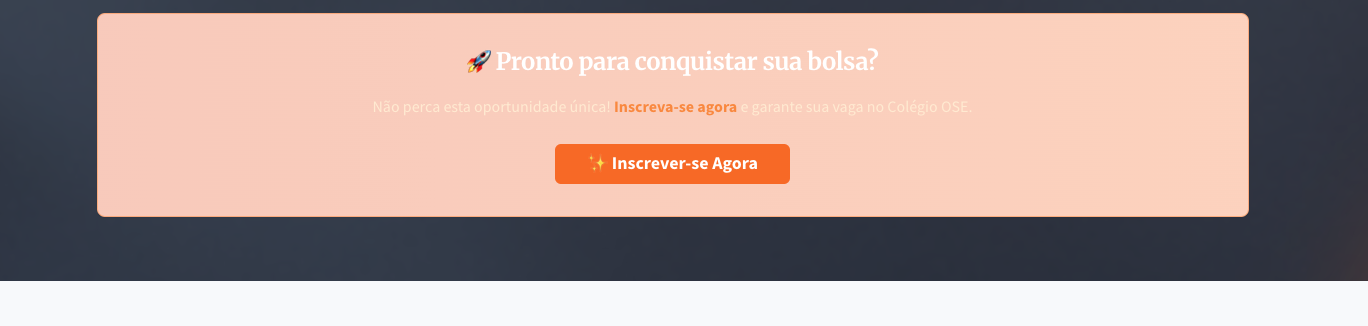 🚀 Pronto para conquistar sua bolsa?
Não perca esta oportunidade única! Inscreva-se agora e garante sua vaga no Colégio OSE.
✨ Inscrever-se Agora